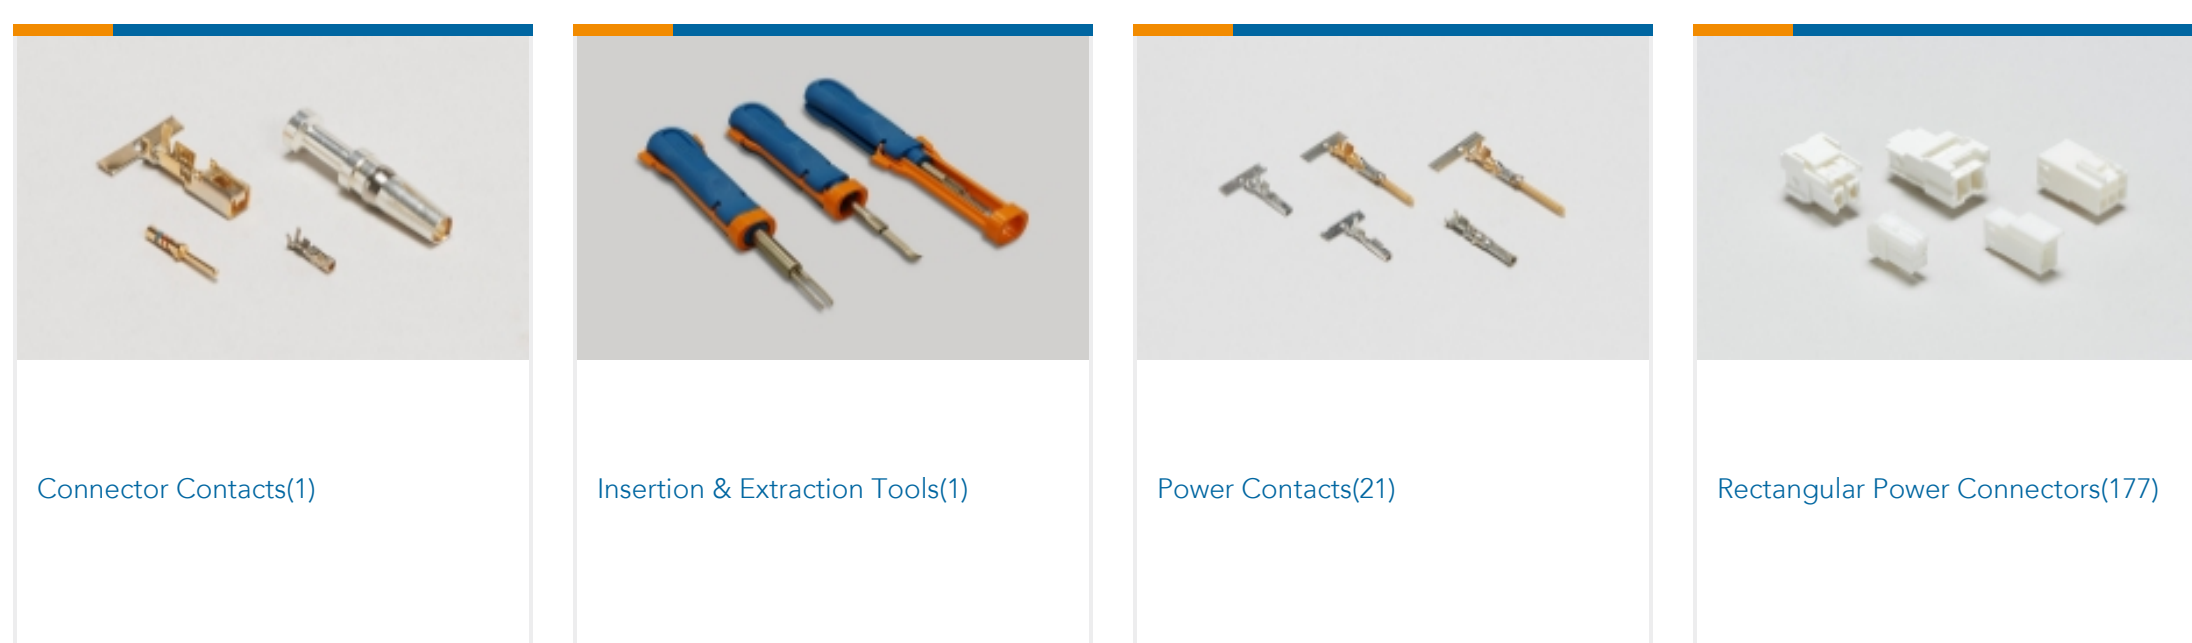 Connector Contacts(1)
Insertion & Extraction Tools(1)
Power Contacts(21)
Rectangular Power Connectors(177)